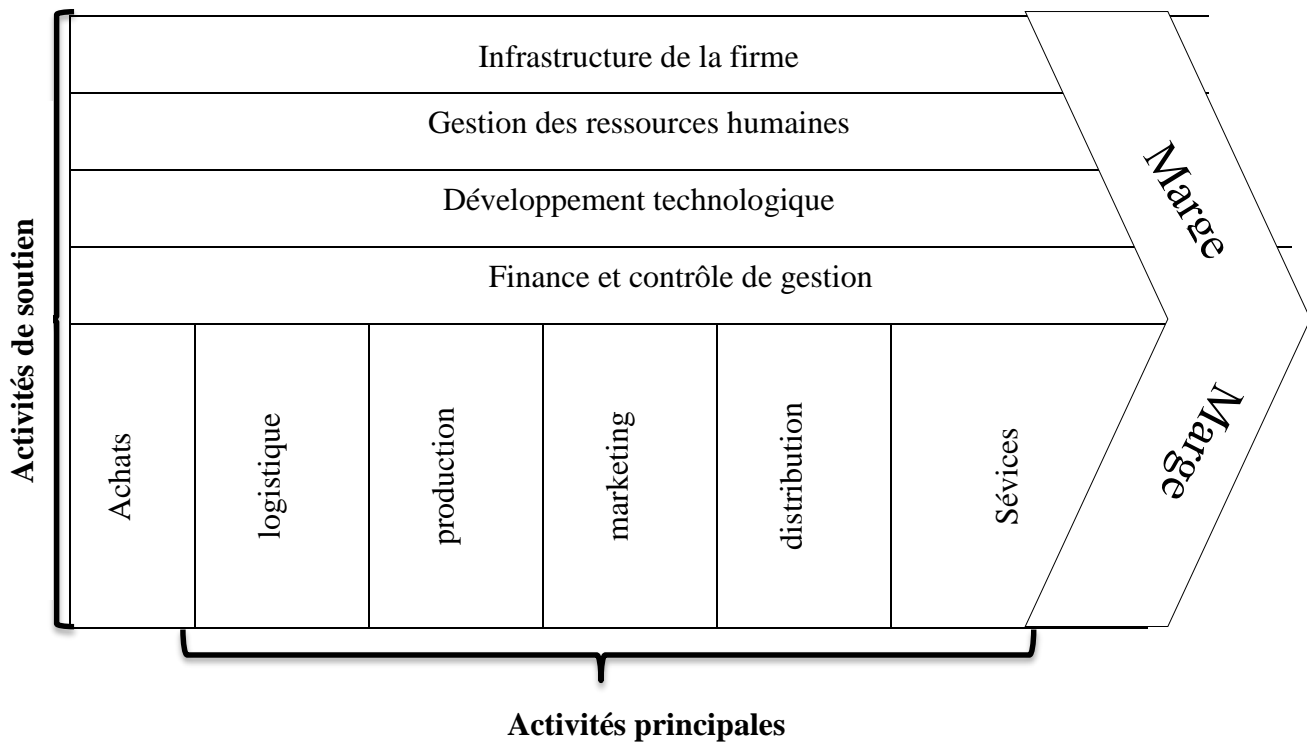 Infrastructure de la firme
Gestion des ressources humaines
Développement technologique
Finance et contrôle de gestion
Activités de soutien
Achats
logistique
production
marketing
distribution
Sévices
Marge
Marge
Activités principales